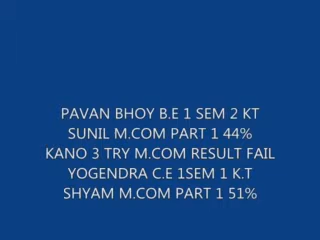 PAVAN BHOY B.E 1 SEM 2 KT
SUNIL M.COM PART 1 44%
KANO 3 TRY M.COM RESULT FAIL
YOGENDRA C.E 1SEM 1 K.T
SHYAM M.COM PART 1 51%